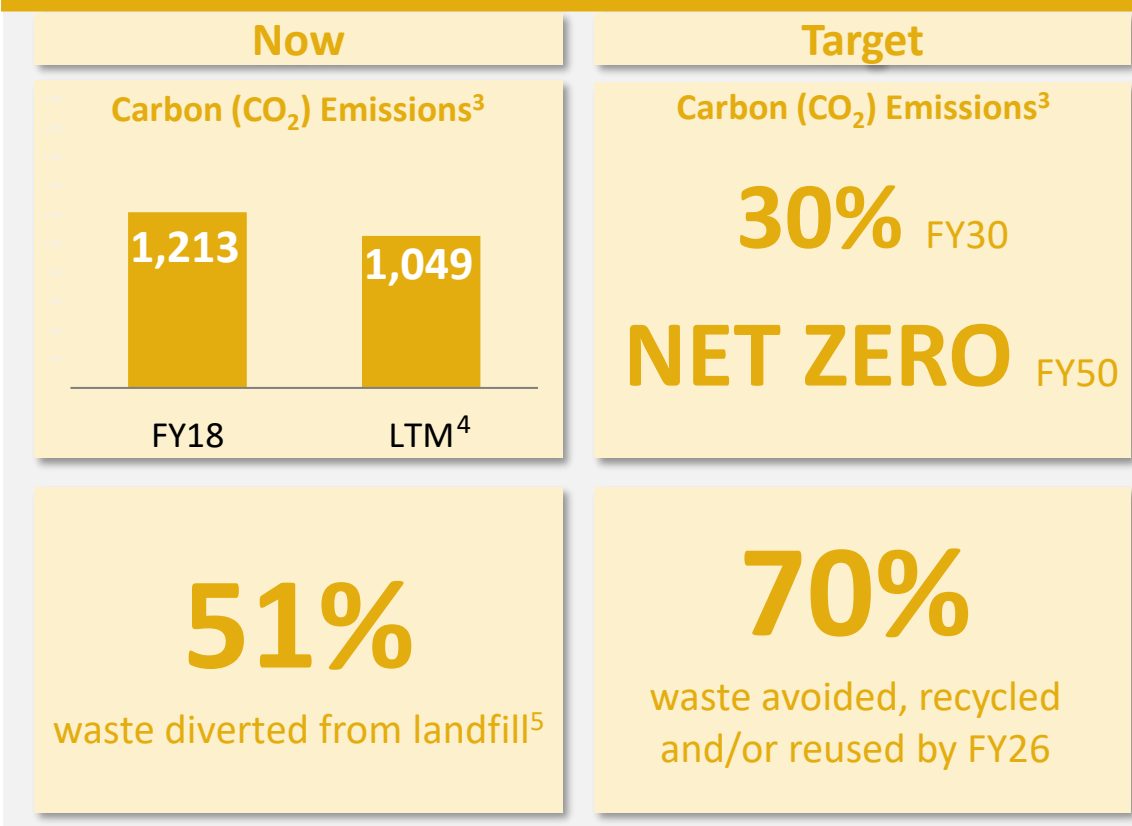 Now
Target
Carbon (CO₂) Emissions³
1,213
1,049
FY18
LTM⁴
Carbon (CO₂) Emissions³
30% FY30
NET ZERO FY50
51%
waste diverted from landfill⁵
70%
waste avoided, recycled
and/or reused by FY26